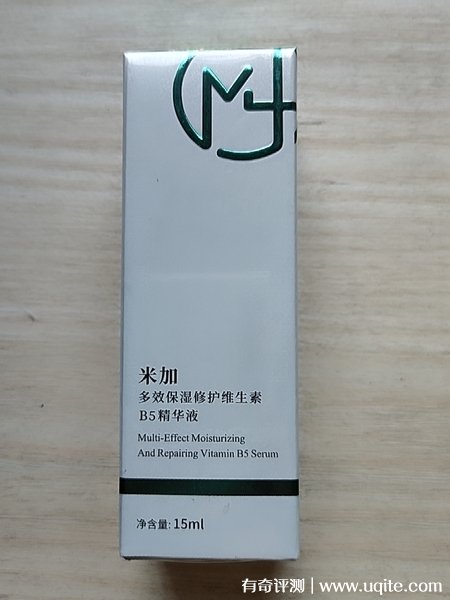 米加
多效保湿修护维生素
B5精华液
Multi-Effect Moisturizing
And Repairing Vitamin B5 Serum
净含量: 15ml
有奇评测 | www.uqite.com